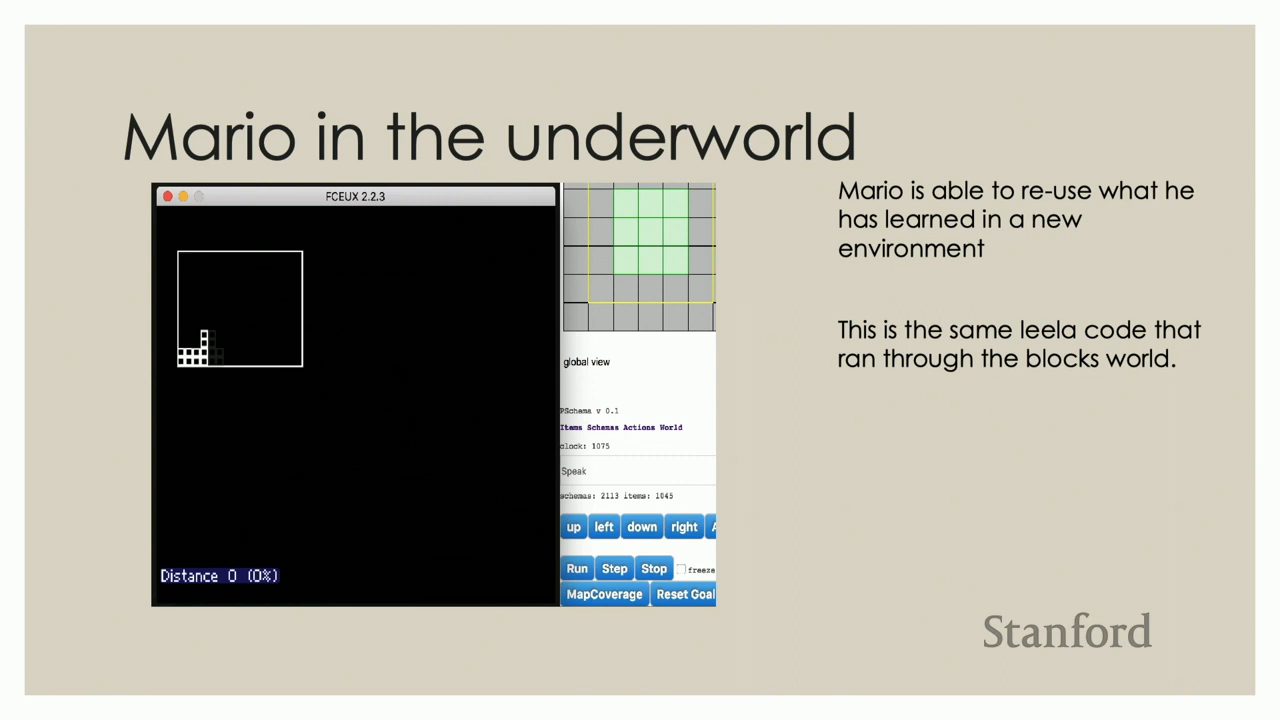 Mario in the underworld
FCEUX 2.2.3
Mario is able to re-use what he
has learned in a new
environment
This is the same leela code that
ran through the blocks world.
global view
PSchema v 0.1
Items Schemas Actions World
clock: 1075
Speak
schemas: 2113 items: 1045
up left down right A
Run Step Stop freeze
MapCoverage Reset Goal
Distance 0 (0%)
Stanford